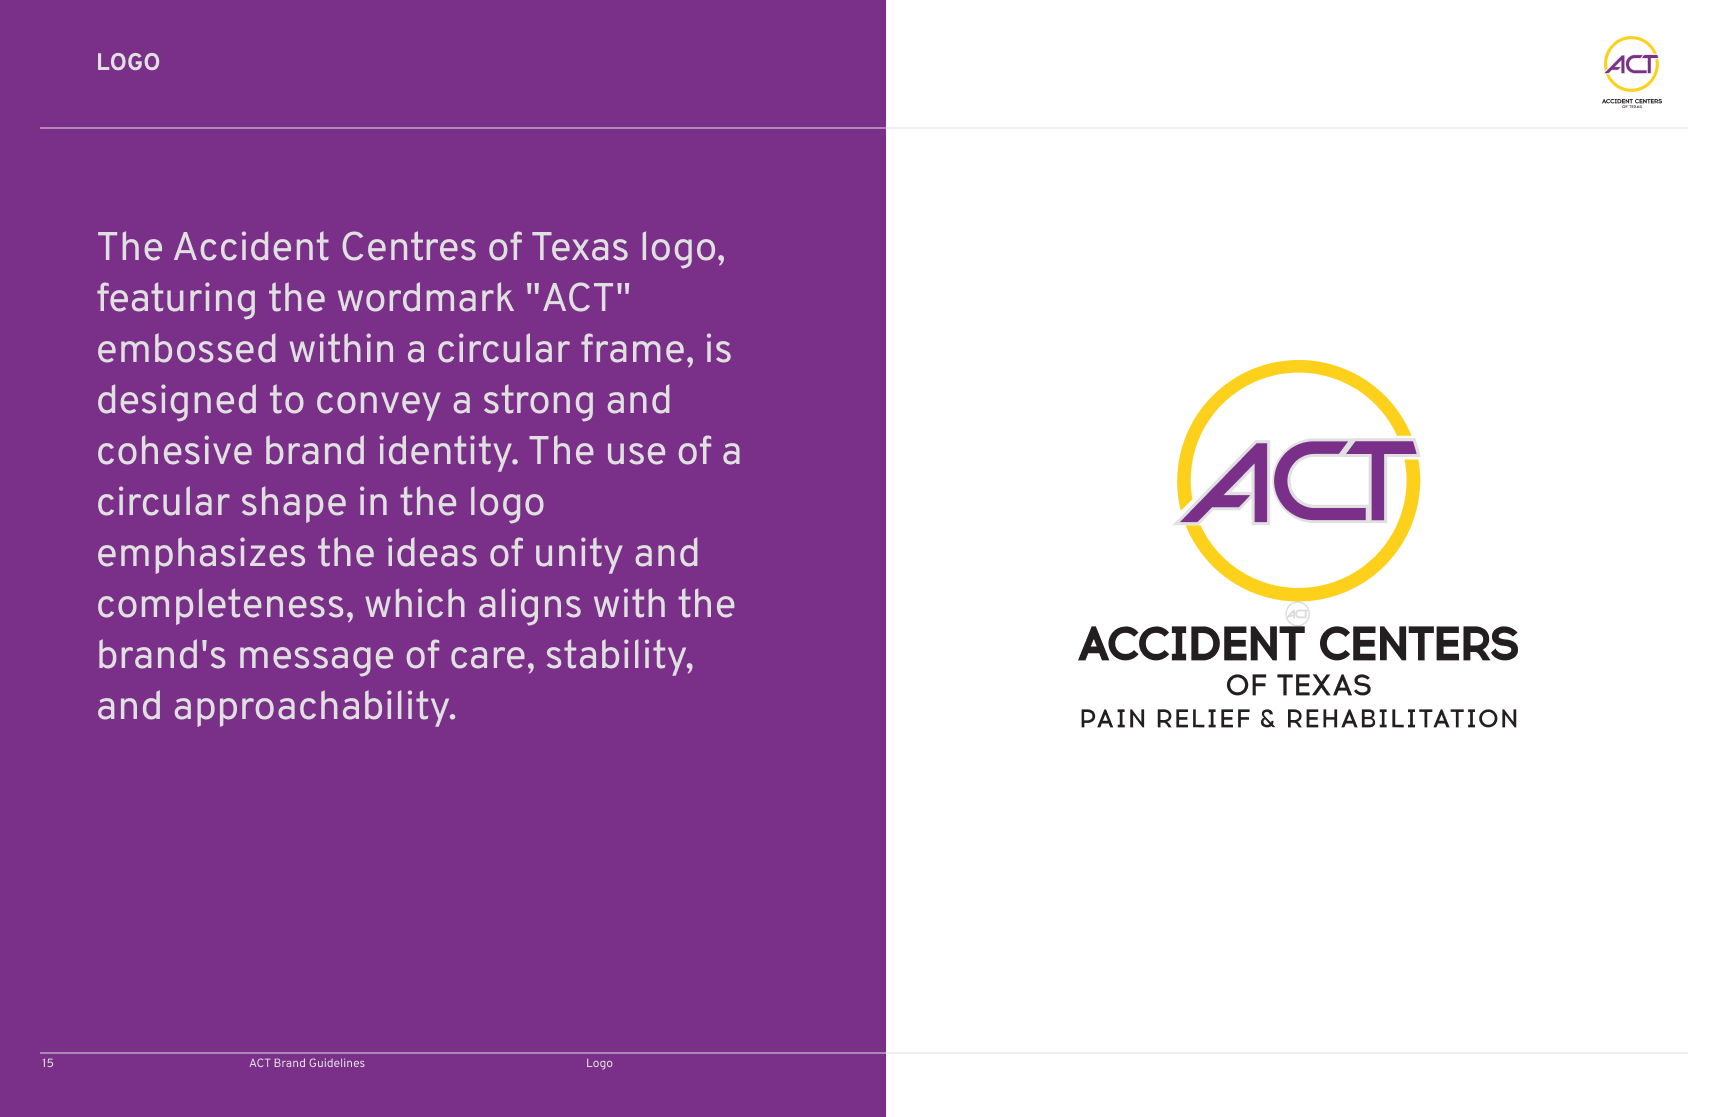 LOGO
ACT
ACCIDENT CENTERS
OF TEXAS
The Accident Centres of Texas logo,
featuring the wordmark "ACT"
embossed within a circular frame, is
designed to convey a strong and
cohesive brand identity. The use of a
circular shape in the logo
emphasizes the ideas of unity and
completeness, which aligns with the
brand's message of care, stability,
and approachability.
ACT
ACT
ACCIDENT CENTERS
OF TEXAS
PAIN RELIEF & REHABILITATION
15
ACT Brand Guidelines
Logo